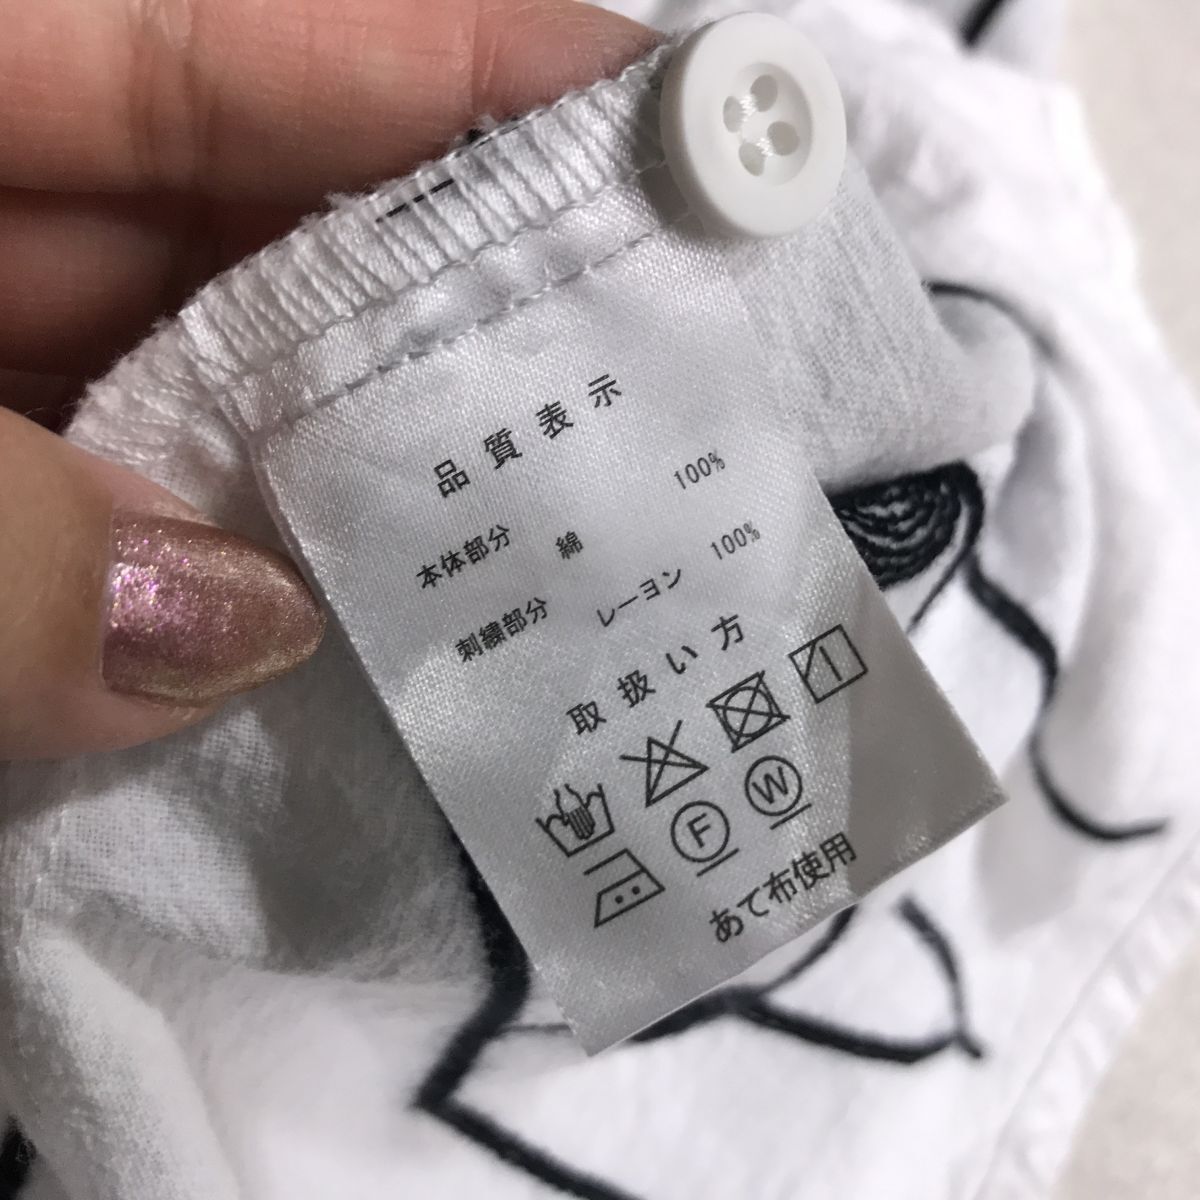 品質表示
本体部分 綿 100%
刺繍部分 レーヨン 100%
取扱い方
F W
あて布使用